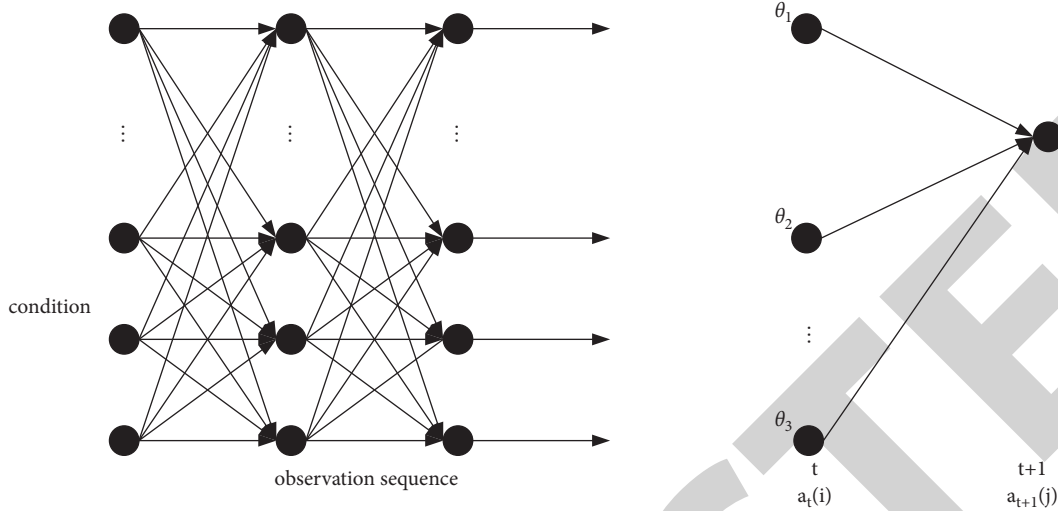 condition
⋮
⋮
⋮
observation sequence
θ1
θ2
⋮
θ3
t
at(i)
t+1
at+1(j)